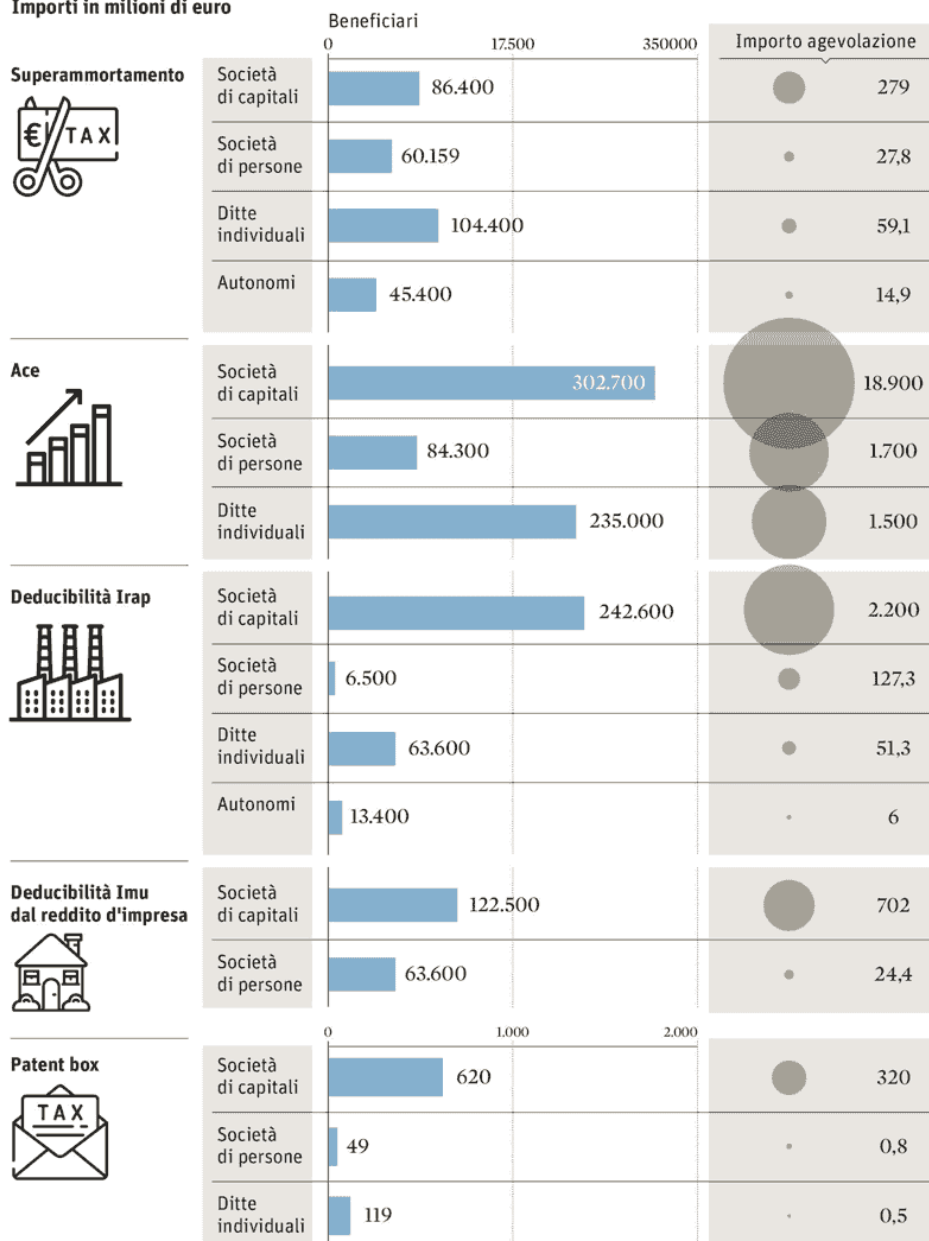 Importi in milioni di euro
Beneficiari
0 17.500 350000
Importo agevolazione
Superammortamento
€ TAX
Società
di capitali
86.400 279
Società
di persone
60.159 27,8
Ditte
individuali
104.400 59,1
Autonomi
45.400 14,9
Ace
Società
di capitali
302.700 18.900
Società
di persone
84.300 1.700
Ditte
individuali
235.000 1.500
Deducibilità Irap
Società
di capitali
242.600 2.200
Società
di persone
6.500 127,3
Ditte
individuali
63.600 51,3
Autonomi
13.400 6
Deducibilità Imu
dal reddito d'impresa
Società
di capitali
122.500 702
Società
di persone
63.600 24,4
0 1.000 2.000
Patent box
TAX
Società
di capitali
620 320
Società
di persone
49 0,8
Ditte
individuali
119 0,5